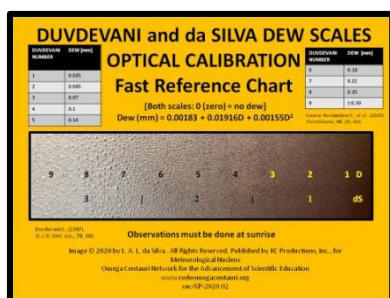 DUVDEVANI and da SILVA DEW SCALES
DUVDEVANI NUMBER DEW [mm]
1 0.025
2 0.045
3 0.07
4 0.1
5 0.14
OPTICAL CALIBRATION
Fast Reference Chart
[Both scales: 0 (zero) = no dew]
Dew (mm) = 0.00183 + 0.01916D + 0.00155D²
DUVDEVANI NUMBER DEW [mm]
7 0.21
8 0.25
9
9 8 7 6 5 4 3 2 1 D
3 | 2 | 1 dS
Duvdevani S., (1947),
Observations must be done at sunrise
Image © 2020 by L. A. L. da Silva. All Rights Reserved. Published by KC Productions, Inc., for
Meteorological Nucleus
Omega Centauri Network for the Advancement of Scientific Education
www.redeomegacentauri.org